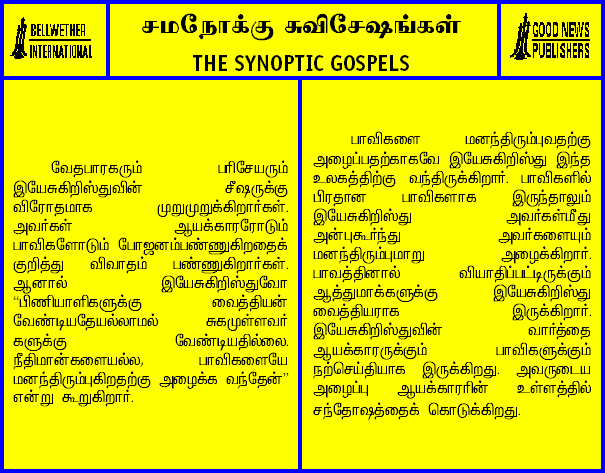 BELLWETHER
INTERNATIONAL
சமநோக்கு சுவிசேஷங்கள்
THE SYNOPTIC GOSPELS
GOOD NEWS
PUBLISHERS
வேதபாரகரும் பரிசேயரும்
இயேசுகிறிஸ்துவின் சீஷருக்கு
விரோதமாக முறுமுறுக்கிறார்கள்.
அவர்கள் ஆயக்காரரோடும்
பாவிகளோடும் போஜனம்பண்ணுகிறதைக்
குறித்து விவாதம் பண்ணுகிறார்கள்.
ஆனால் இயேசுகிறிஸ்துவோ
“பிணியாளிகளுக்கு வைத்தியன்
வேண்டியதேயல்லாமல் சுகமுள்ளவர்
களுக்கு வேண்டியதில்லை.
நீதிமான்களையல்ல, பாவிகளையே
மனந்திரும்புகிறதற்கு அழைக்க வந்தேன்”
என்று கூறுகிறார்.
பாவிகளை மனந்திரும்புவதற்கு
அழைப்பதற்காகவே இயேசுகிறிஸ்து இந்த
உலகத்திற்கு வந்திருக்கிறார். பாவிகளில்
பிரதான பாவிகளாக இருந்தாலும்
இயேசுகிறிஸ்து அவர்கள்மீது
அன்புகூர்ந்து அவர்களையும்
மனந்திரும்புமாறு அழைக்கிறார்.
பாவத்தினால் வியாதிப்பட்டிருக்கும்
ஆத்துமாக்களுக்கு இயேசுகிறிஸ்து
வைத்தியராக இருக்கிறார்.
இயேசுகிறிஸ்துவின் வார்த்தை
ஆயக்காரருக்கும் பாவிகளுக்கும்
நற்செய்தியாக இருக்கிறது. அவருடைய
அழைப்பு ஆயக்காரரின் உள்ளத்தில்
சந்தோஷத்தைக் கொடுக்கிறது.